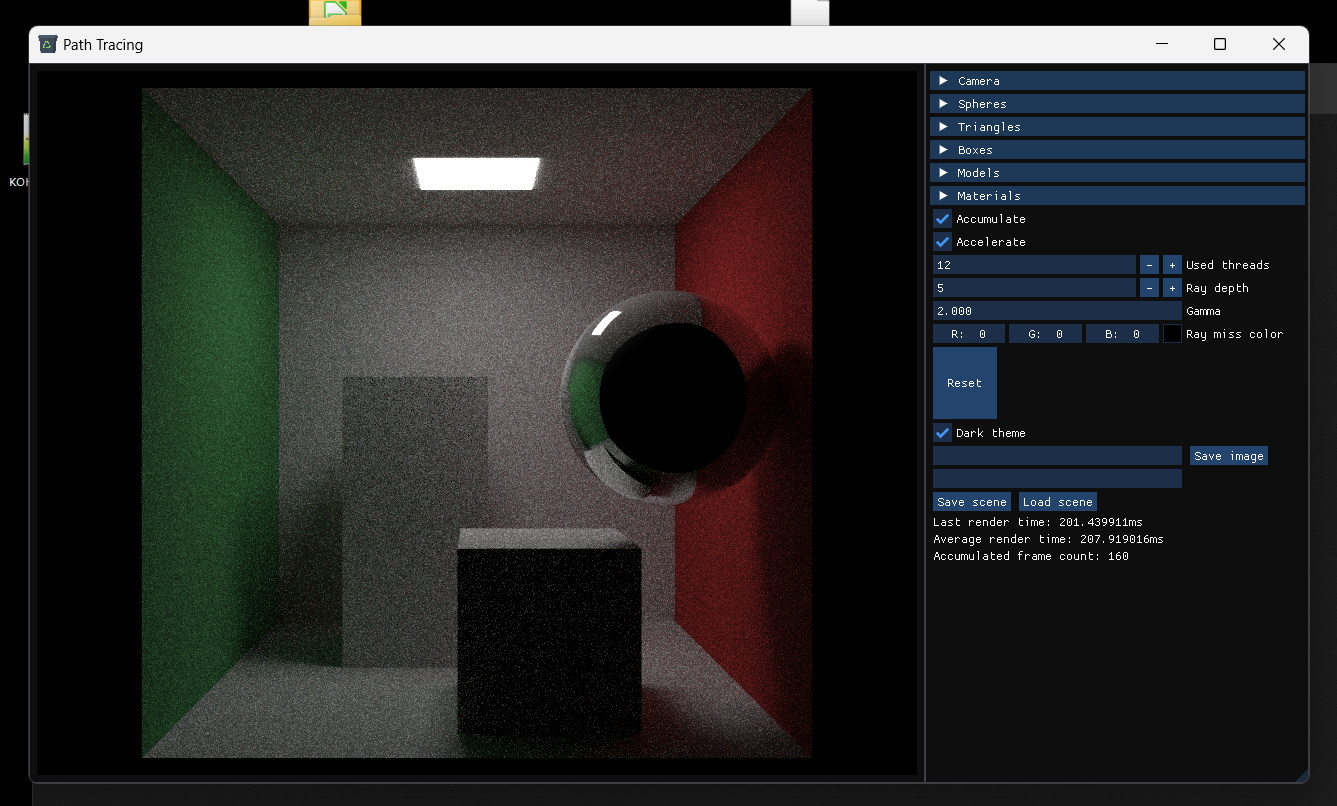 Path Tracing
Camera
Spheres
Triangles
Boxes
Models
Materials
Accumulate
Accelerate
12 - + Used threads
5 - + Ray depth
2.000 Gamma
R: 0 G: 0 B: 0 Ray miss color
Reset
Dark theme
Save image
Save scene Load scene
Last render time: 201.439911ms
Average render time: 207.919016ms
Accumulated frame count: 160